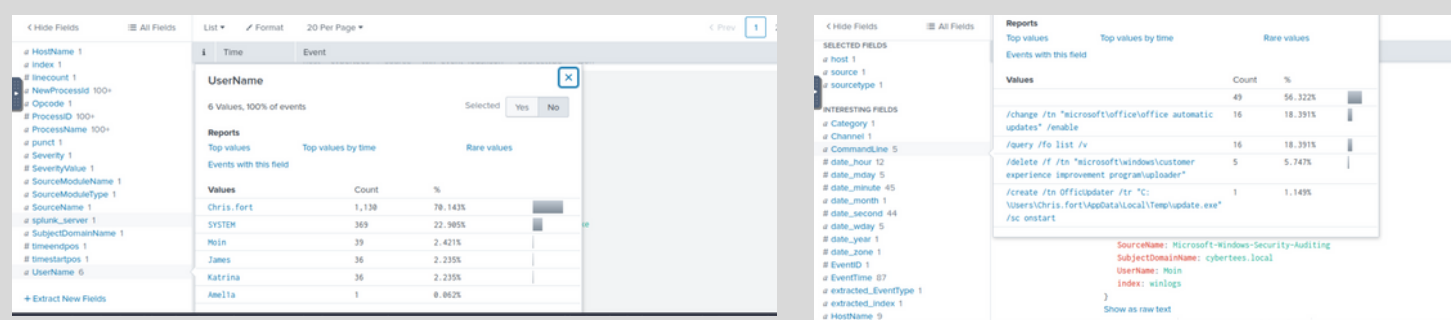 < Hide Fields
All Fields
List
Format
20 Per Page
< Prev
1
a HostName 1
a index 1
# linecount 1
a NewProcessId 100+
a Opcode 1
# ProcessID 100+
a ProcessName 100+
a punct 1
a Severity 1
# SeverityValue 1
a SourceModuleName 1
a SourceModuleType 1
a SourceName 1
a splunk_server 1
a SubjectDomainName 1
# timeendpos 1
# timestartpos 1
a UserName 6
+ Extract New Fields
i Time Event
UserName
6 Values, 100% of events
Selected Yes No
Reports
Top values Top values by time Rare values
Events with this field
Values Count %
Chris.fort 1,130 70.143%
SYSTEM 369 22.905%
Moin 39 2.421%
James 36 2.235%
Katrina 36 2.235%
Amel1a 1 0.062%
< Hide Fields
All Fields
SELECTED FIELDS
a host 1
a source 1
a sourcetype 1
INTERESTING FIELDS
a Category 1
a Channel 1
a CommandLine 5
# date_hour 12
# date_mday 5
# date_minute 45
a date_month 1
# date_second 44
a date_wday 5
# date_year 1
a date_zone 1
# EventID 1
a EventTime 87
a extracted_EventType 1
a extracted_index 1
a HostName 9
Reports
Top values Top values by time Rare values
Events with this field
Values Count %
49 56.322%
/change /tn "microsoft\office\office automatic 16 18.391%
updates" /enable
/query /fo list /v 16 18.391%
/delete /f /tn "microsoft\windows\customer 5 5.747%
experience improvement program\uploader"
/create /tn OfficUpdater /tr "C: 1 1.149%
\Users\Chris.fort\AppData\Local\Temp\update.exe"
/sc onstart
SourceName: Microsoft-Windows-Security-Auditing
SubjectDomainName: cybertees.local
UserName: Moin
index: winlogs
}
Show as raw text